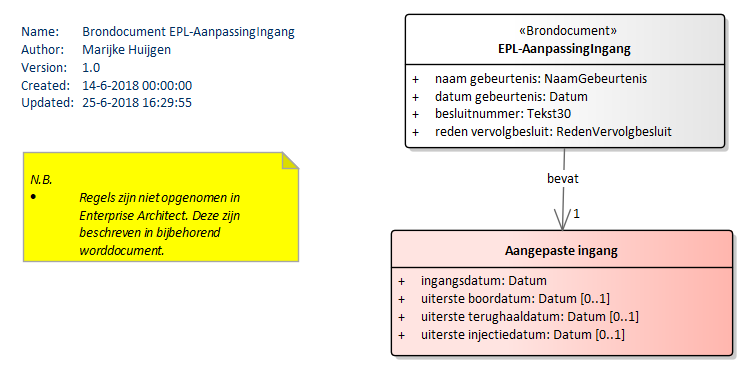 Name: Brondocument EPL-AanpassingIngang
Author: Marijke Huijgen
Version: 1.0
Created: 14-6-2018 00:00:00
Updated: 25-6-2018 16:29:55
N.B.
• Regels zijn niet opgenomen in
Enterprise Architect. Deze zijn
beschreven in bijbehorend
worddocument.
«Brondocument»
EPL-AanpassingIngang
+ naam gebeurtenis: NaamGebeurtenis
+ datum gebeurtenis: Datum
+ besluitnummer: Tekst30
+ reden vervolgbesluit: RedenVervolgbesluit
bevat
1
Aangepaste ingang
+ ingangsdatum: Datum
+ uiterste boordatum: Datum [0..1]
+ uiterste terughaaldatum: Datum [0..1]
+ uiterste injectiedatum: Datum [0..1]